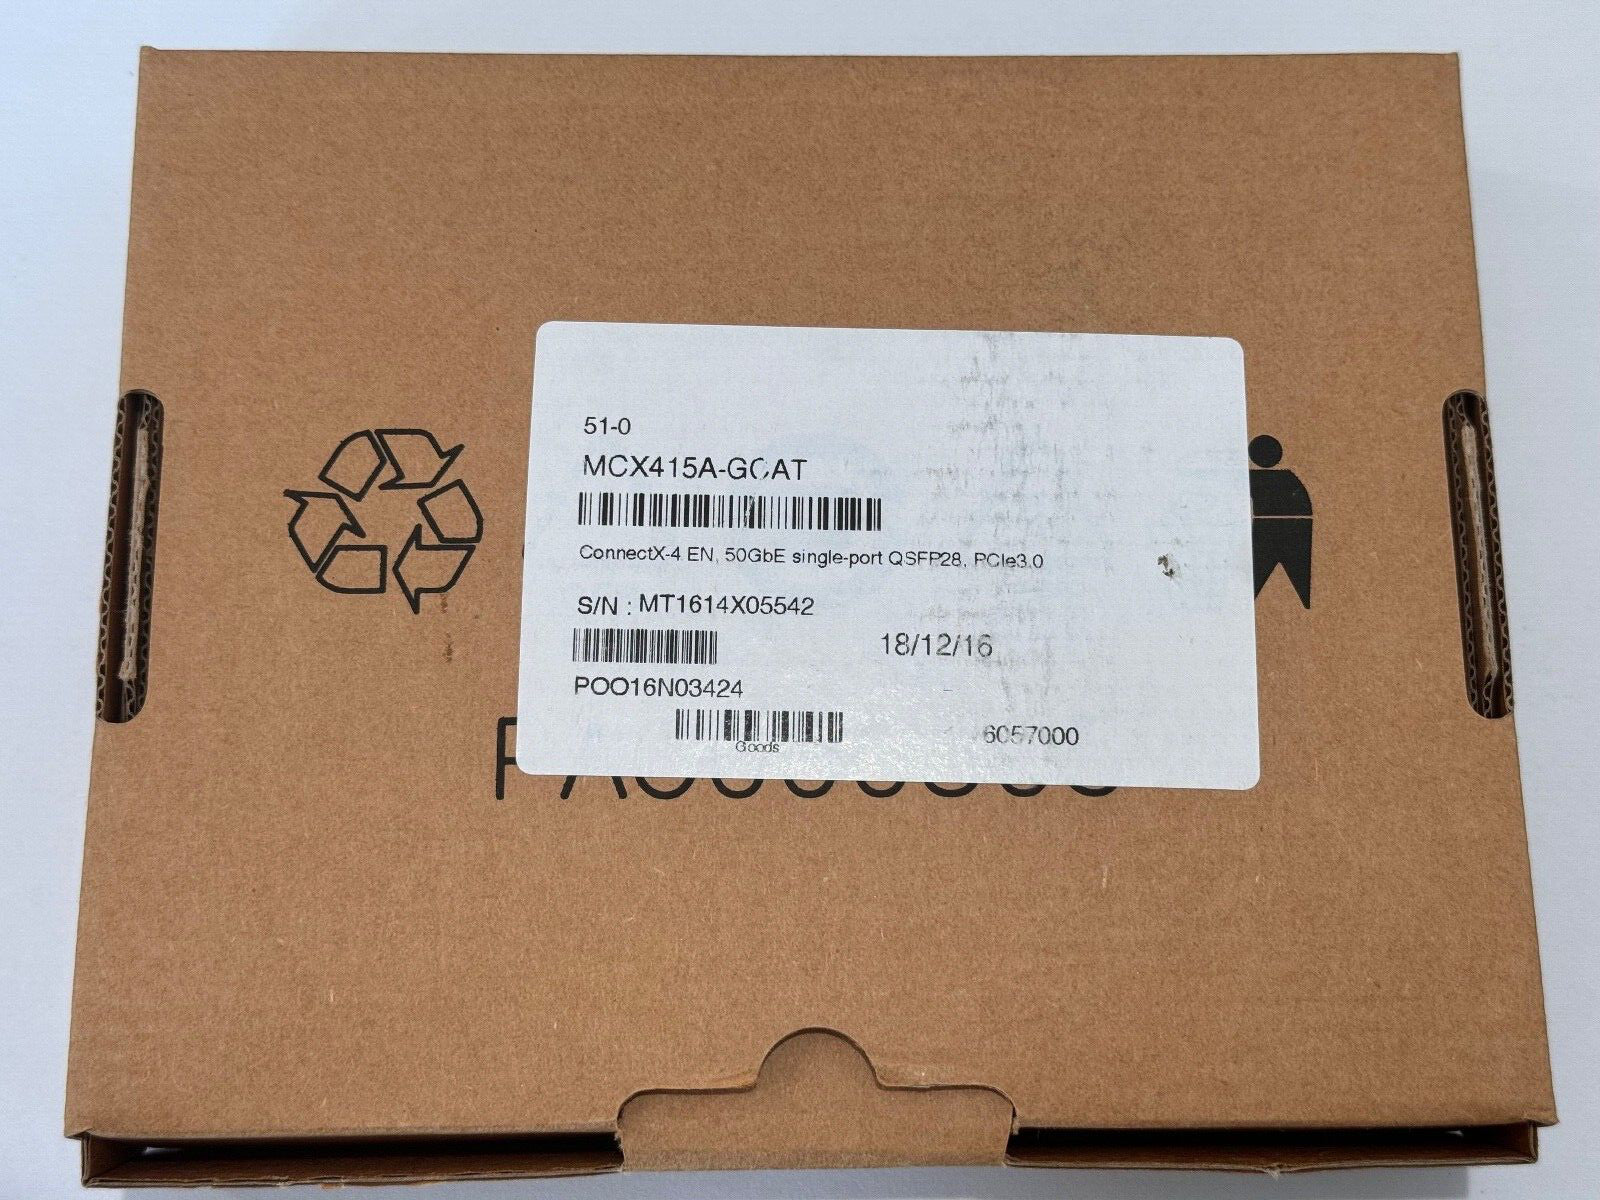 51-0
MCX415A-GCAT
ConnectX-4 EN, 50GbE single-port QSFP28, PCIe3.0
S/N : MT1614X05542
18/12/16
POO16N03424
Goods
6057000